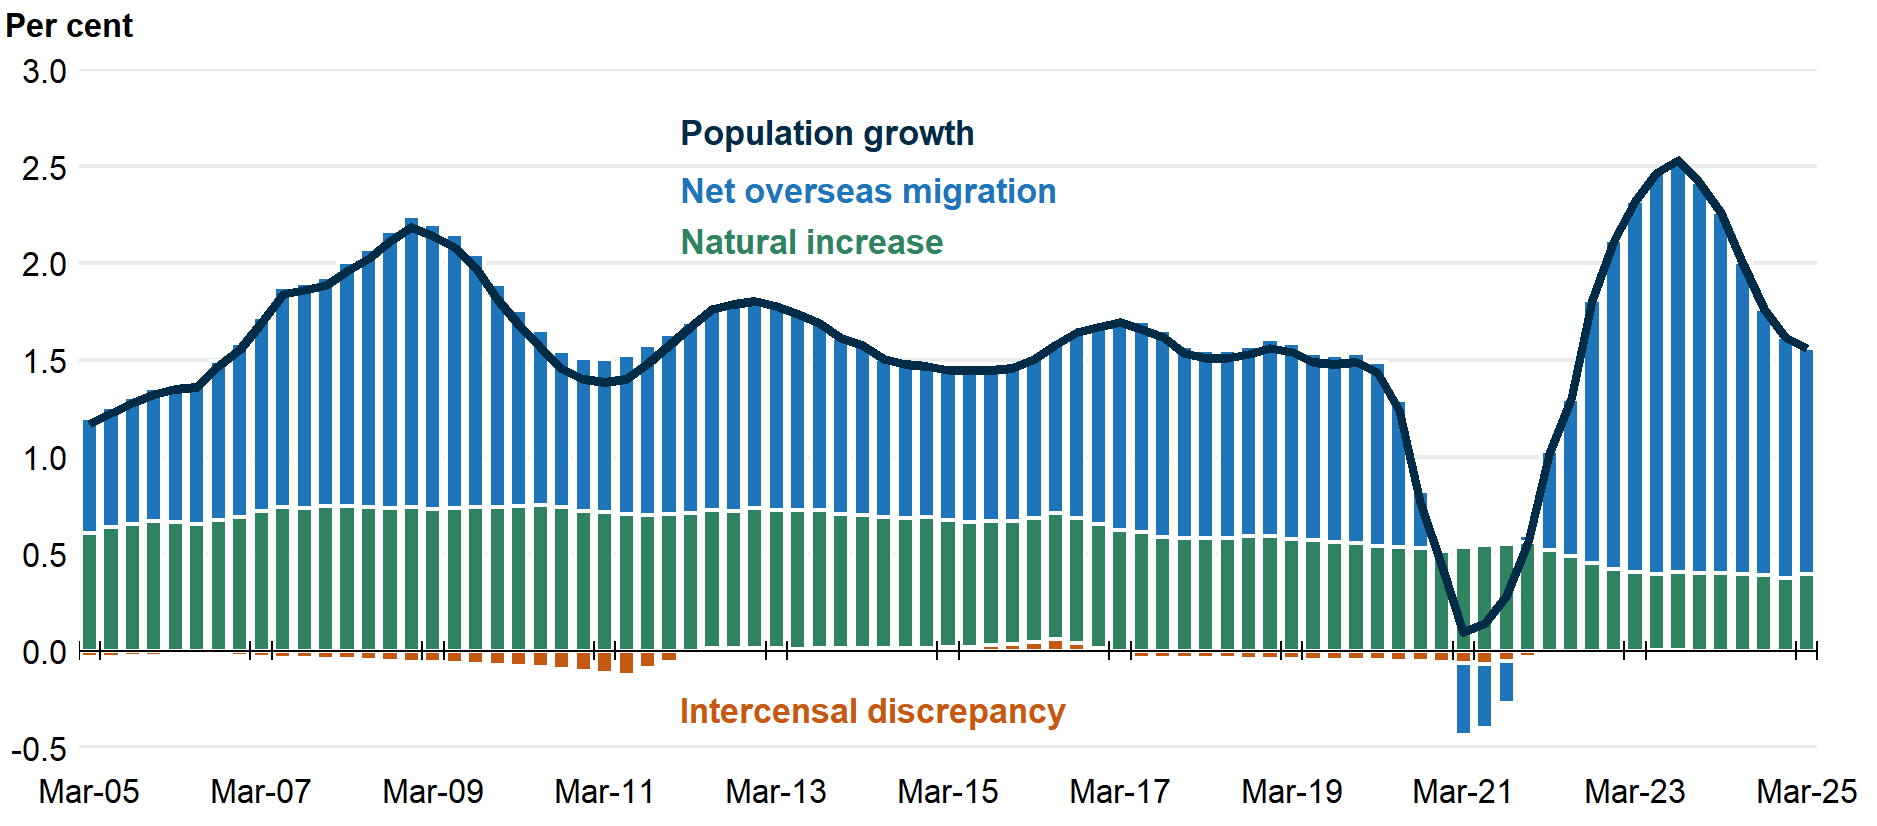 Per cent
3.0
Population growth
2.5
Net overseas migration
Natural increase
2.0
1.5
1.0
0.5
0.0
Intercensal discrepancy
-0.5
Mar-05 Mar-07 Mar-09 Mar-11 Mar-13 Mar-15 Mar-17 Mar-19 Mar-21 Mar-23 Mar-25